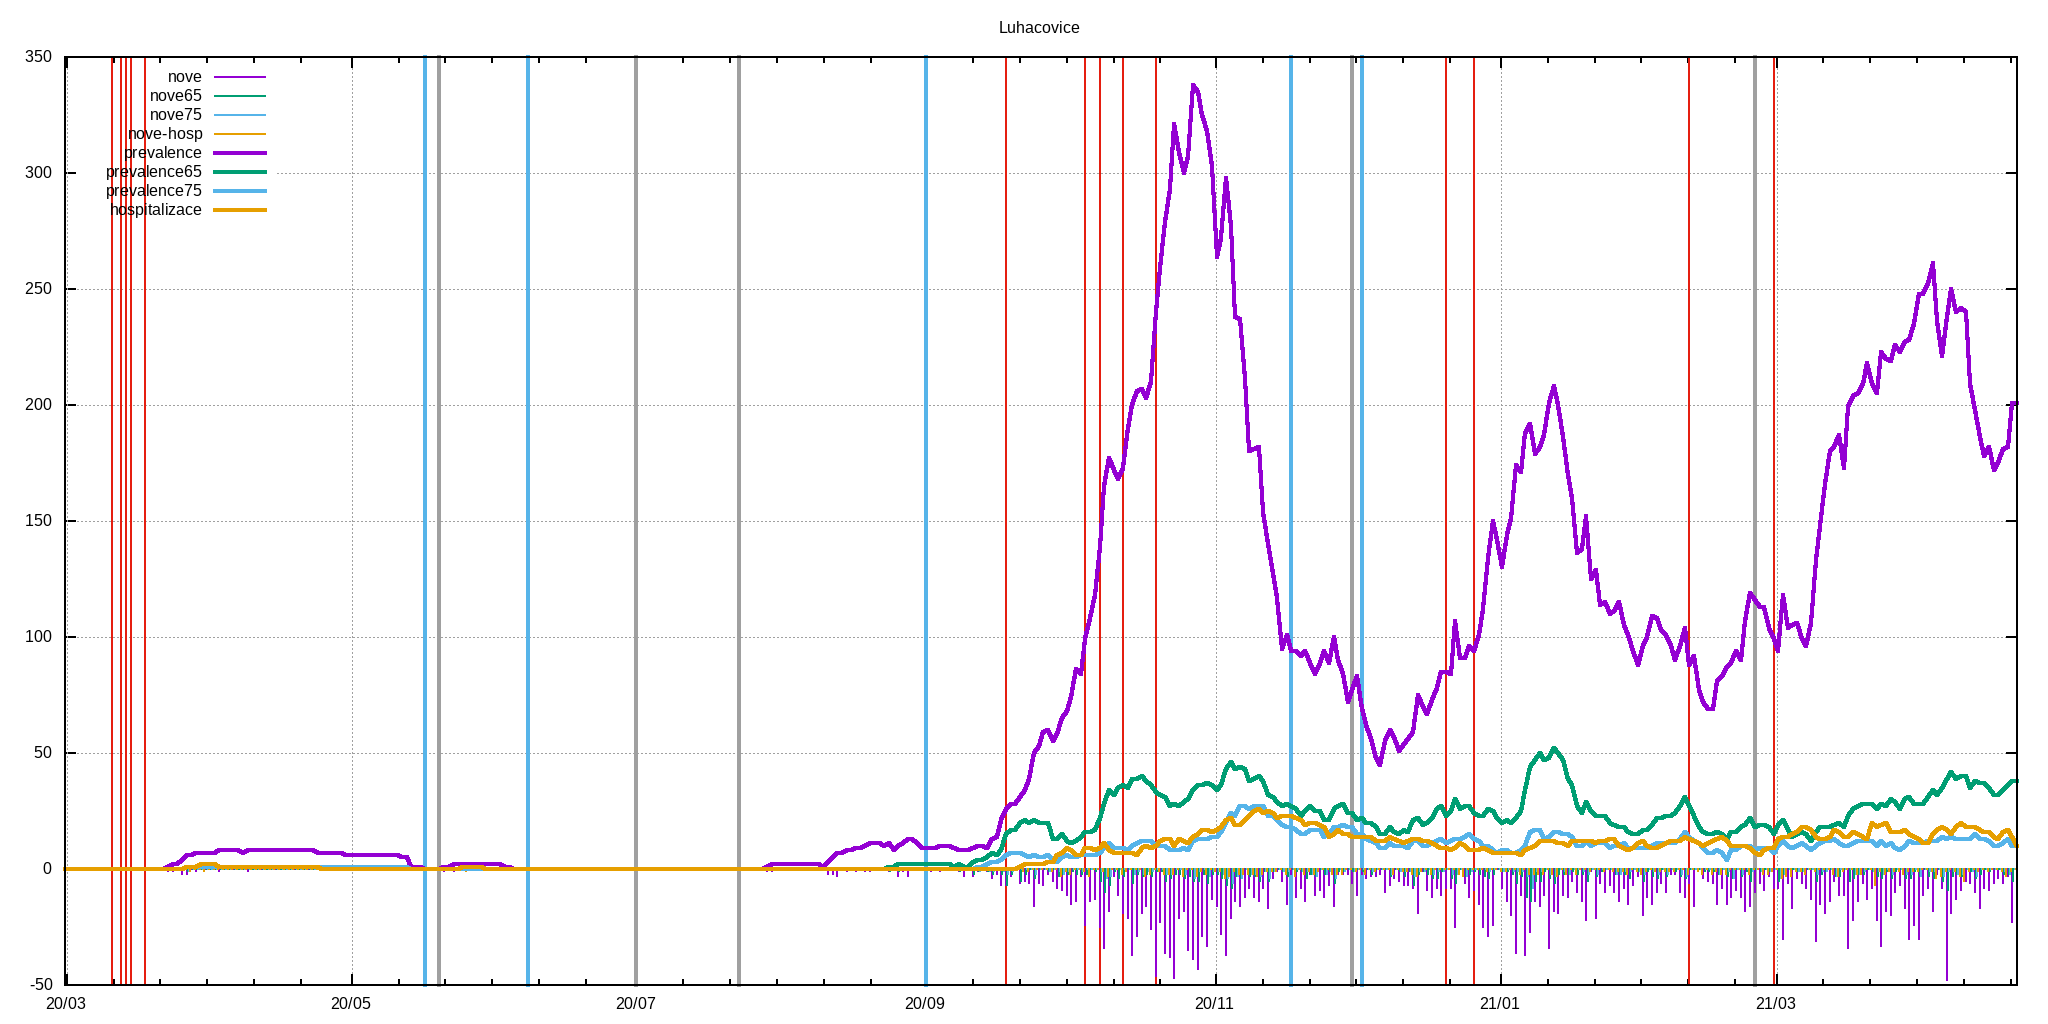 Luhacovice
350
300
250
200
150
100
50
0
-50
nove
nove65
nove75
nove-hosp
prevalence
prevalence65
prevalence75
hospitalizace
20/03 20/05 20/07 20/09 20/11 21/01 21/03